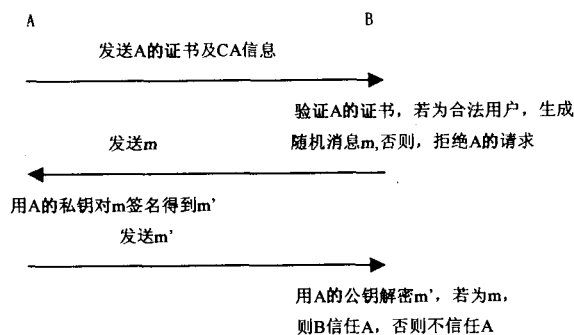 A B
发送A的证书及CA信息
验证A的证书，若为合法用户，生成
发送m 随机消息m,否则，拒绝A的请求
用A的私钥对m签名得到m'
发送m'
用A的公钥解密m'，若为m，
则B信任A，否则不信任A